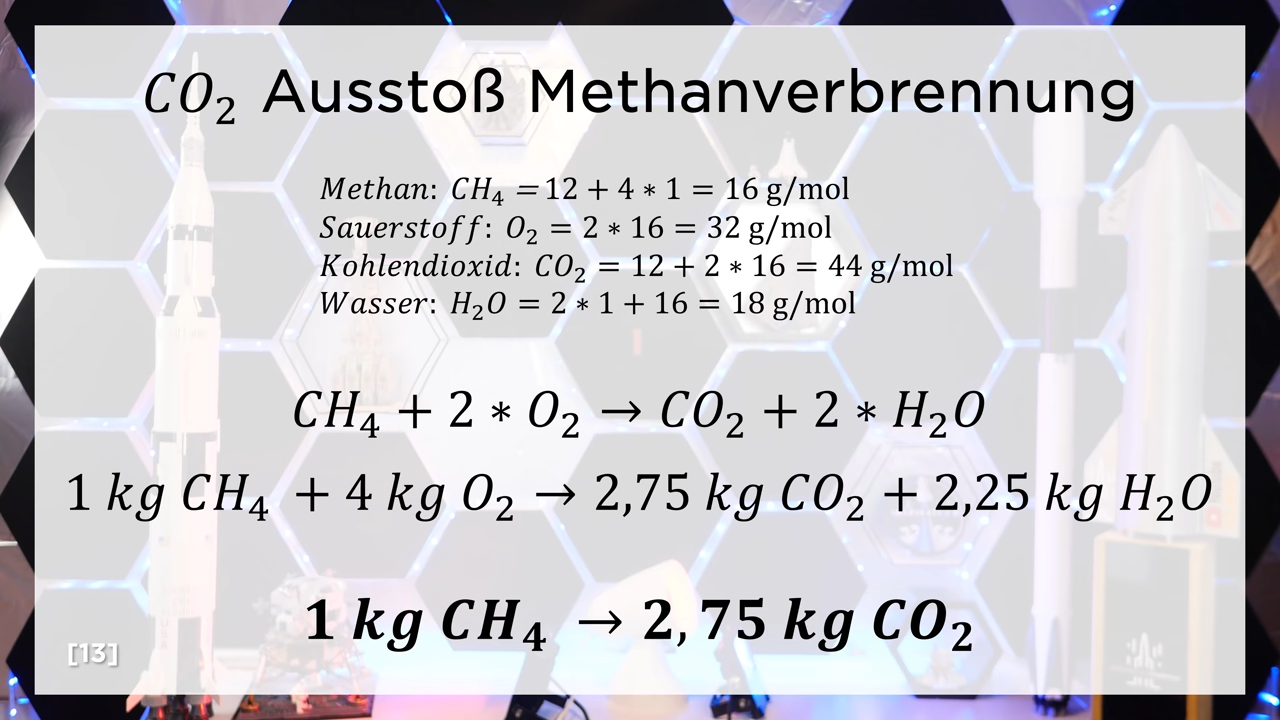 CO₂ Ausstoß Methanverbrennung
Methan: CH₄ = 12 + 4 * 1 = 16 g/mol
Sauerstoff: O₂ = 2 * 16 = 32 g/mol
Kohlendioxid: CO₂ = 12 + 2 * 16 = 44 g/mol
Wasser: H₂O = 2 * 1 + 16 = 18 g/mol
CH₄ + 2 * O₂ → CO₂ + 2 * H₂O
1 kg CH₄ + 4 kg O₂ → 2,75 kg CO₂ + 2,25 kg H₂O
1 kg CH₄ → 2,75 kg CO₂
[13]